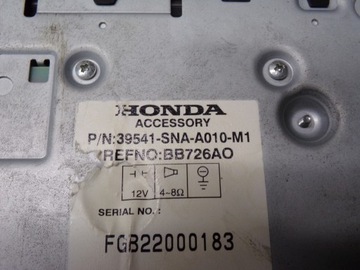 HONDA
ACCESSORY
P/N:39541-SNA-A010-M1
REFNO:BB726AO
12V 4~8Ω
SERIAL NO.:
FGB22000183